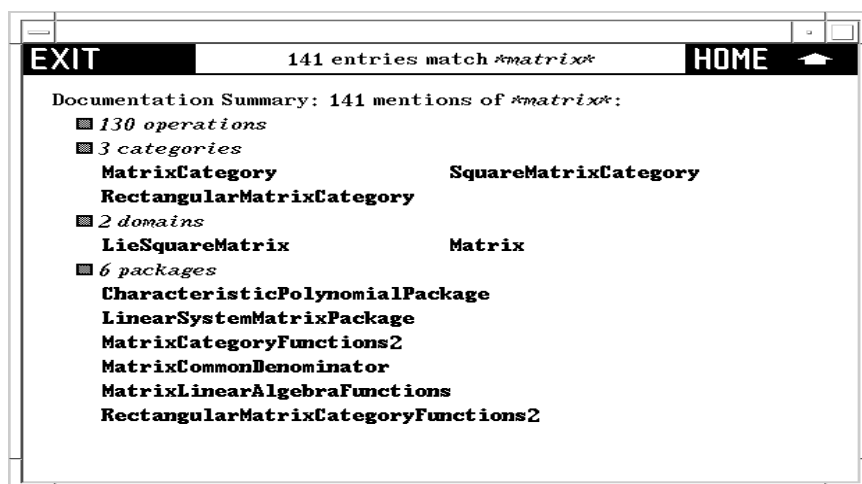 EXIT 141 entries match *matrix* HOME
Documentation Summary: 141 mentions of *matrix*:
130 operations
3 categories
MatrixCategory SquareMatrixCategory
RectangularMatrixCategory
2 domains
LieSquareMatrix Matrix
6 packages
CharacteristicPolynomialPackage
LinearSystemMatrixPackage
MatrixCategoryFunctions2
MatrixCommonDenominator
MatrixLinearAlgebraFunctions
RectangularMatrixCategoryFunctions2